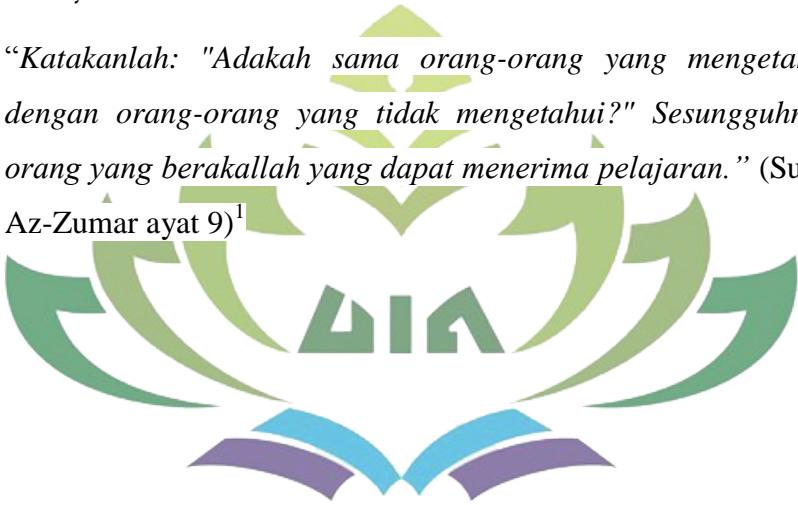 “Katakanlah: "Adakah sama orang-orang yang
dengan orang-orang yang tidak mengetahui?"
orang yang berakallah yang dapat menerima pelajaran.”
Az-Zumar ayat 9)¹
UIN